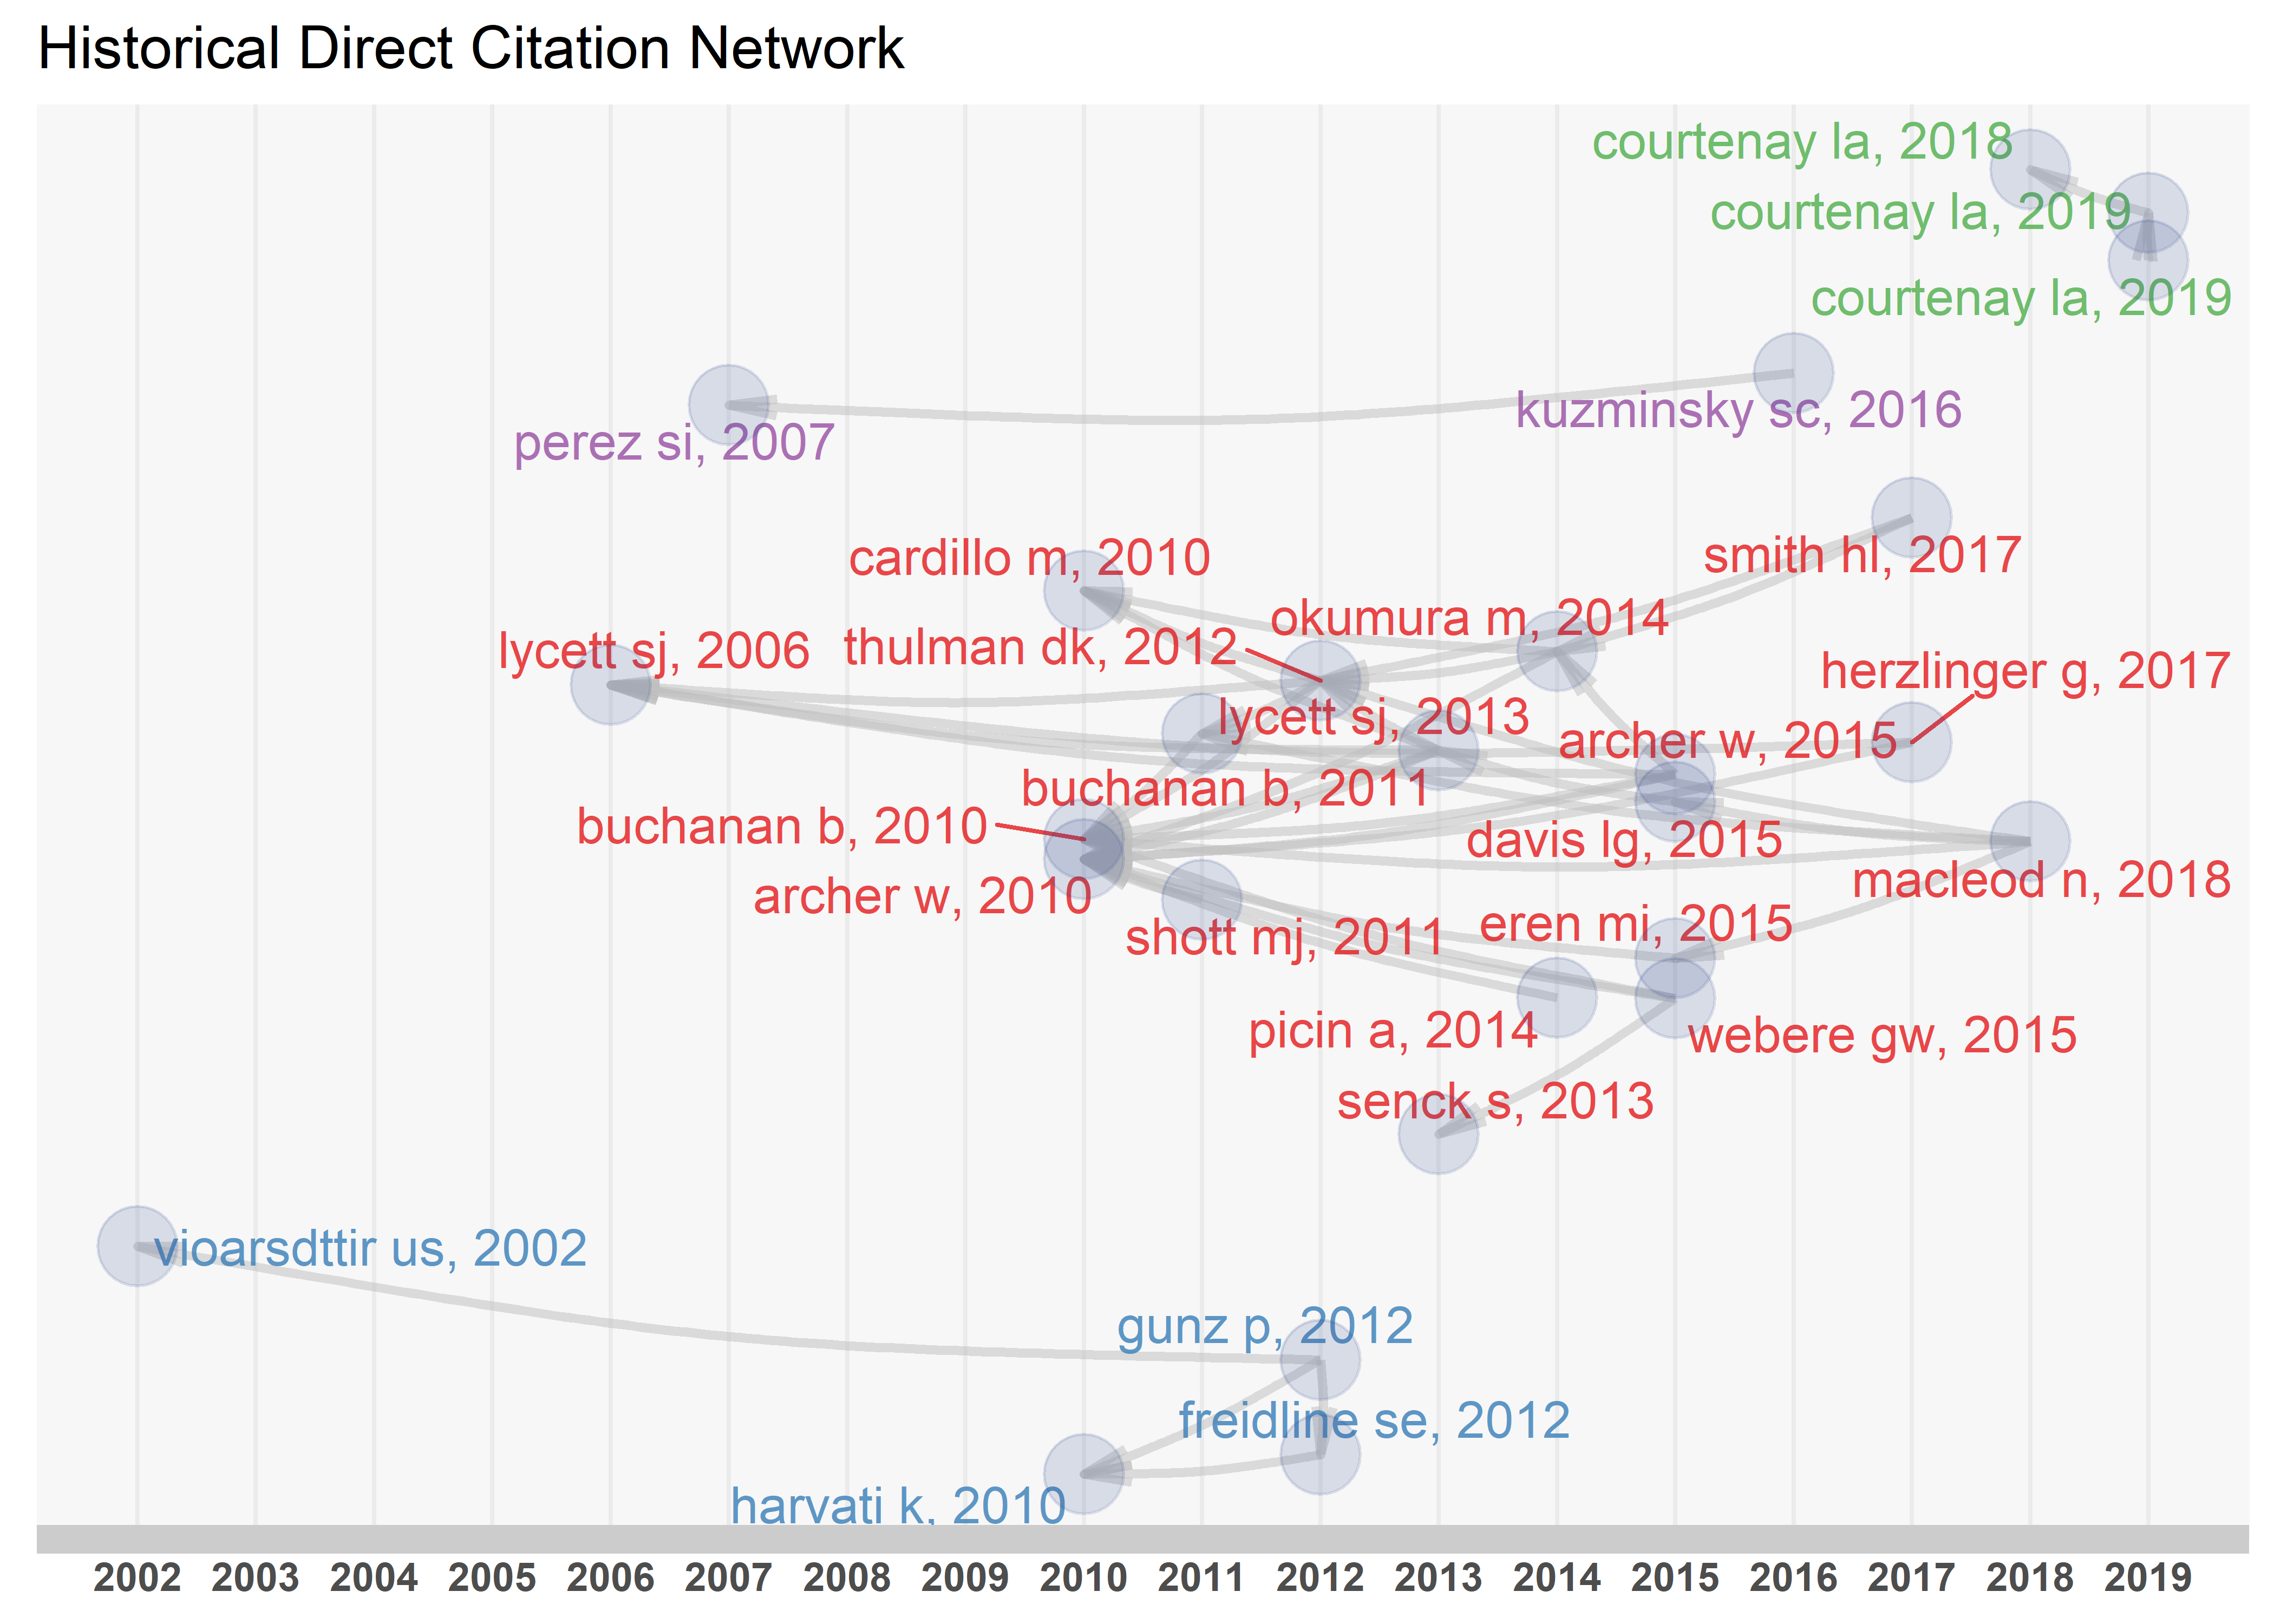 Historical Direct Citation Network
courtenay la, 2018
courtenay la, 2019
courtenay la, 2019
kuzminsky sc, 2016
perez si, 2007
smith hl, 2017
cardillo m, 2010
okumura m, 2014
thulman dk, 2012
lycett sj, 2006
herzlinger g, 2017
lycett sj, 2013
archer w, 2015
buchanan b, 2011
buchanan b, 2010
davis lg, 2015
macleod n, 2018
archer w, 2010
eren mi, 2015
shott mj, 2011
picin a, 2014
webere gw, 2015
senck s, 2013
vioarsdttir us, 2002
gunz p, 2012
freidline se, 2012
harvati k, 2010
2002 2003 2004 2005 2006 2007 2008 2009 2010 2011 2012 2013 2014 2015 2016 2017 2018 2019